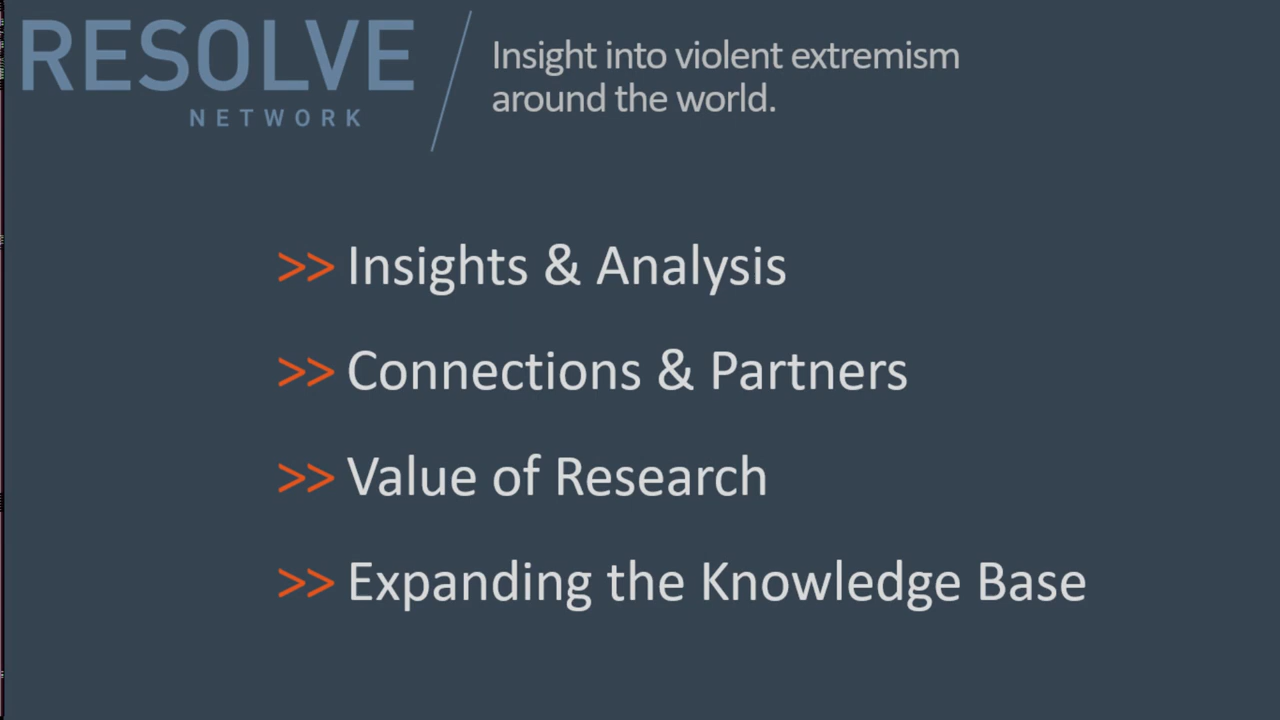 RESOLVE
NETWORK
Insight into violent extremism
around the world.
>> Insights & Analysis
>> Connections & Partners
>> Value of Research
>> Expanding the Knowledge Base